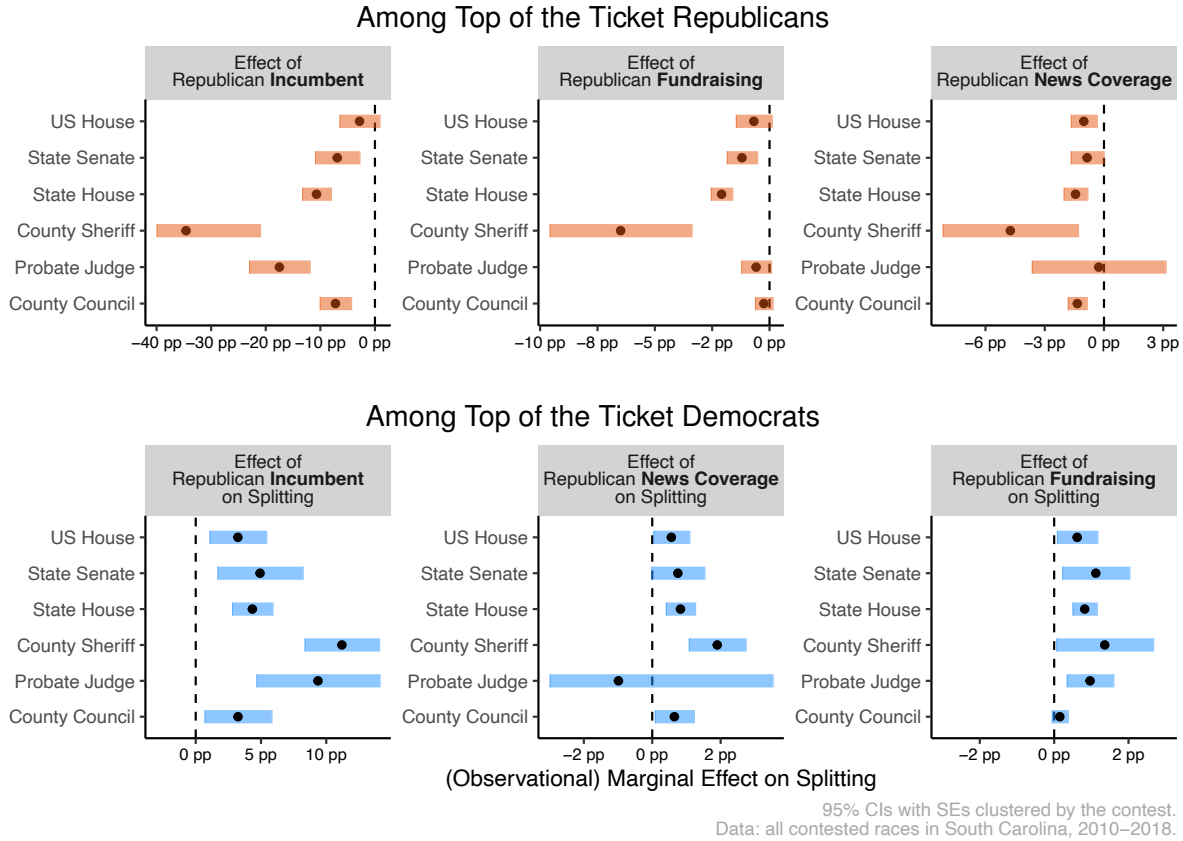 Among Top of the Ticket Republicans
Effect of
Republican Incumbent
Effect of
Republican Fundraising
Effect of
Republican News Coverage
US House
State Senate
State House
County Sheriff
Probate Judge
County Council
−40 pp −30 pp −20 pp −10 pp 0 pp
US House
State Senate
State House
County Sheriff
Probate Judge
County Council
−10 pp −8 pp −5 pp −2 pp 0 pp
US House
State Senate
State House
County Sheriff
Probate Judge
County Council
−6 pp −3 pp 0 pp 3 pp
Among Top of the Ticket Democrats
Effect of
Republican Incumbent
on Splitting
Effect of
Republican News Coverage
on Splitting
Effect of
Republican Fundraising
on Splitting
US House
State Senate
State House
County Sheriff
Probate Judge
County Council
0 pp 5 pp 10 pp
US House
State Senate
State House
County Sheriff
Probate Judge
County Council
−2 pp 0 pp 2 pp
US House
State Senate
State House
County Sheriff
Probate Judge
County Council
−2 pp 0 pp 2 pp
(Observational) Marginal Effect on Splitting
95% CIs with SEs clustered by the contest.
Data: all contested races in South Carolina, 2010−2018.